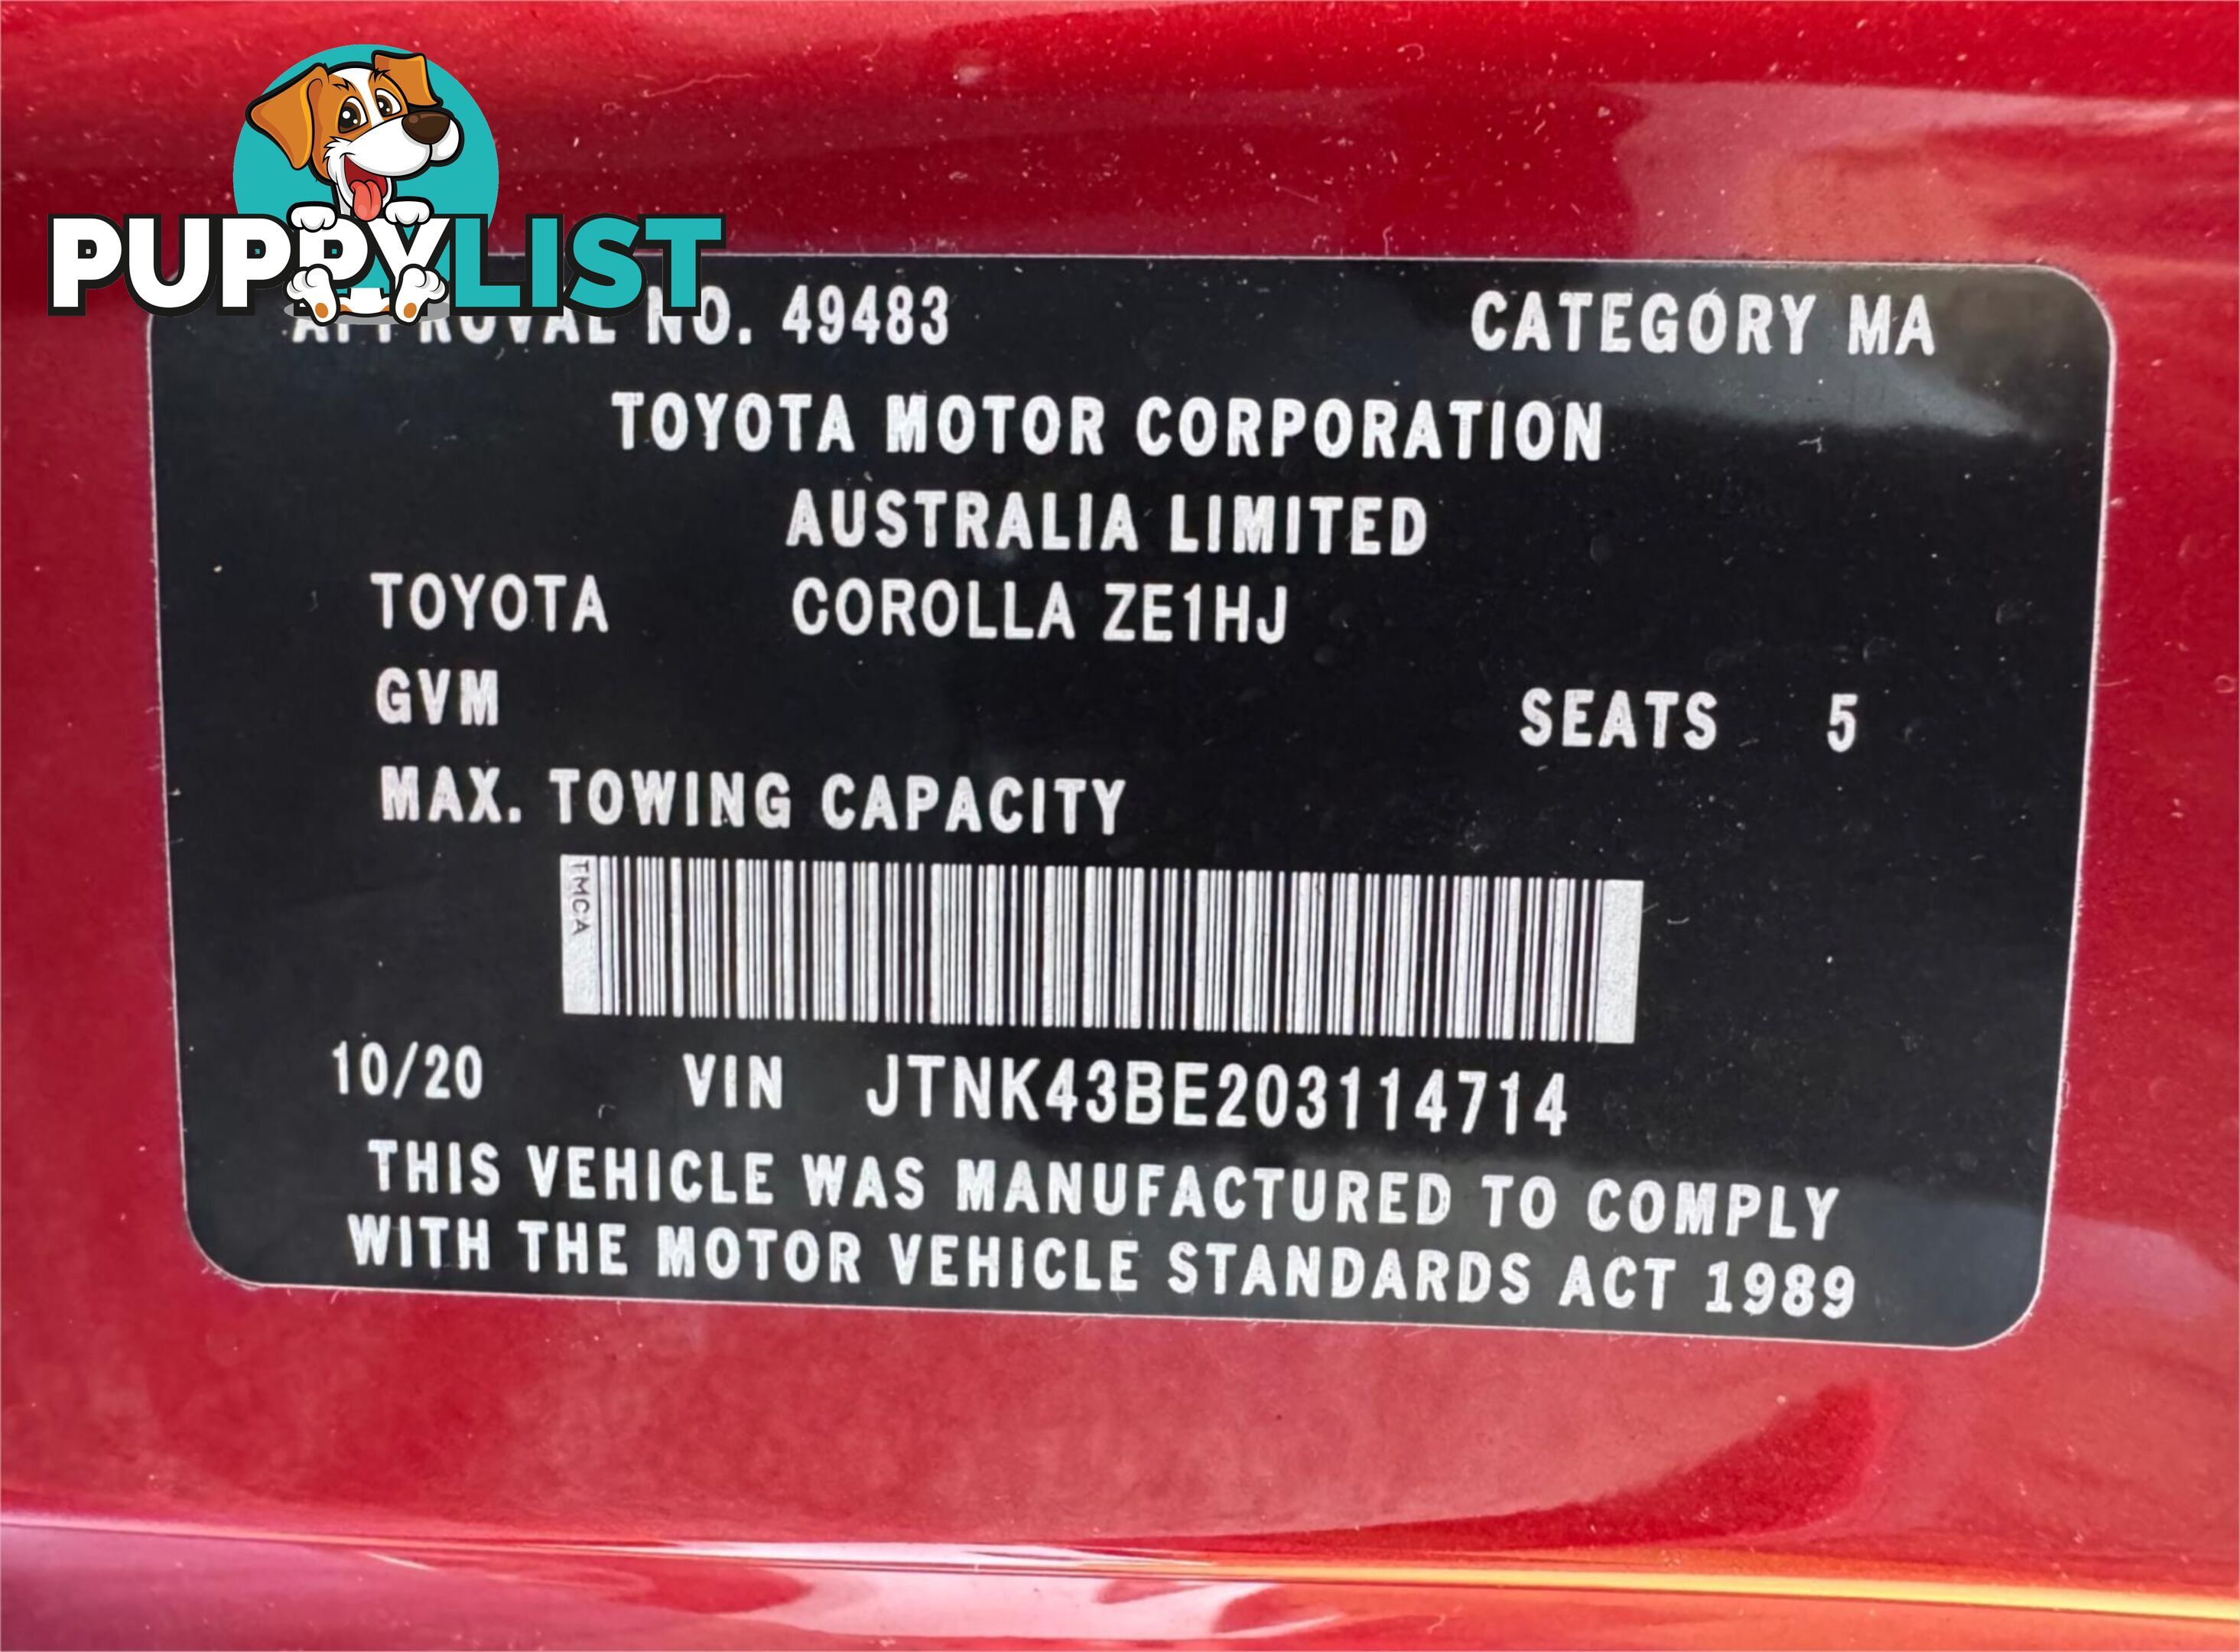 PUPPYLIST
APPROVAL NO. 49483 CATEGORY MA
TOYOTA MOTOR CORPORATION
AUSTRALIA LIMITED
TOYOTA COROLLA ZE1HJ
GVM SEATS 5
MAX. TOWING CAPACITY
TMCA
10/20 VIN JTNK43BE203114714
THIS VEHICLE WAS MANUFACTURED TO COMPLY
WITH THE MOTOR VEHICLE STANDARDS ACT 1989